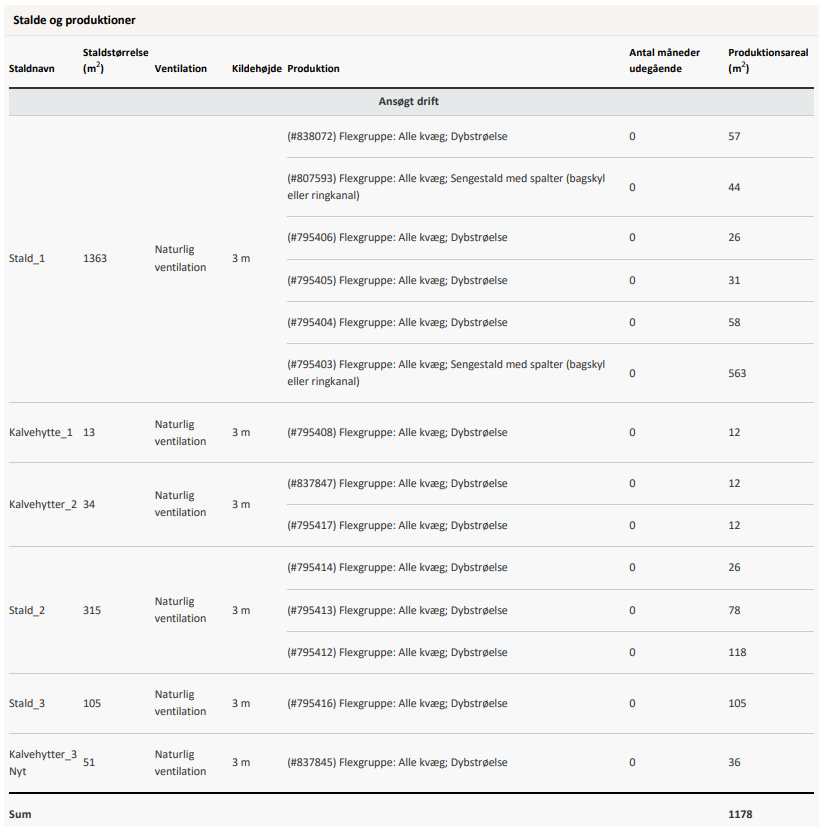 Stalde og produktioner
Staldnavn Staldstørrelse (m²) Ventilation Kildehøjde Produktion Antal måneder udegående Produktionsareal (m²)
Ansøgt drift
Stald_1 1363 Naturlig ventilation 3 m
(#838072) Flexgruppe: Alle kvæg; Dybstrøelse 0 57
(#807593) Flexgruppe: Alle kvæg; Sengestald med spalter (bagskyl
eller ringkanal) 0 44
(#795406) Flexgruppe: Alle kvæg; Dybstrøelse 0 26
(#795405) Flexgruppe: Alle kvæg; Dybstrøelse 0 31
(#795404) Flexgruppe: Alle kvæg; Dybstrøelse 0 58
(#795403) Flexgruppe: Alle kvæg; Sengestald med spalter (bagskyl
eller ringkanal) 0 563
Kalvehytte_1 13 Naturlig ventilation 3 m (#795408) Flexgruppe: Alle kvæg; Dybstrøelse 0 12
Kalvehytter_2 34 Naturlig ventilation 3 m
(#837847) Flexgruppe: Alle kvæg; Dybstrøelse 0 12
(#795417) Flexgruppe: Alle kvæg; Dybstrøelse 0 12
Stald_2 315 Naturlig ventilation 3 m
(#795414) Flexgruppe: Alle kvæg; Dybstrøelse 0 26
(#795413) Flexgruppe: Alle kvæg; Dybstrøelse 0 78
(#795412) Flexgruppe: Alle kvæg; Dybstrøelse 0 118
Stald_3 105 Naturlig ventilation 3 m (#795416) Flexgruppe: Alle kvæg; Dybstrøelse 0 105
Kalvehytter_3 Nyt 51 Naturlig ventilation 3 m (#837845) Flexgruppe: Alle kvæg; Dybstrøelse 0 36
Sum 1178